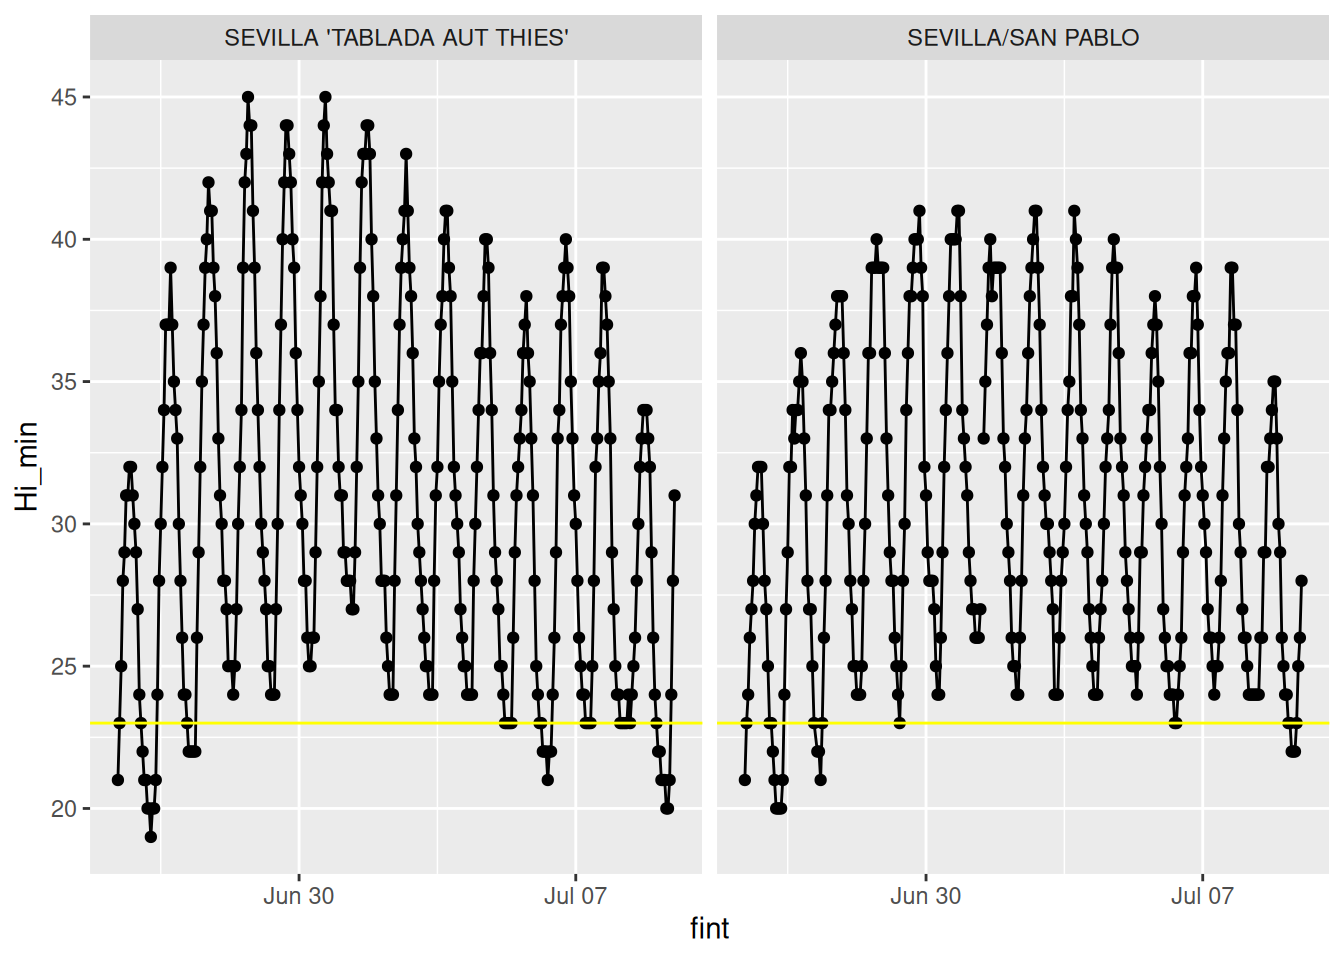 SEVILLA 'TABLADA AUT THIES'
SEVILLA/SAN PABLO
45
40
35
30
25
20
Hi_min
Jun 30
Jul 07
Jun 30
Jul 07
fint